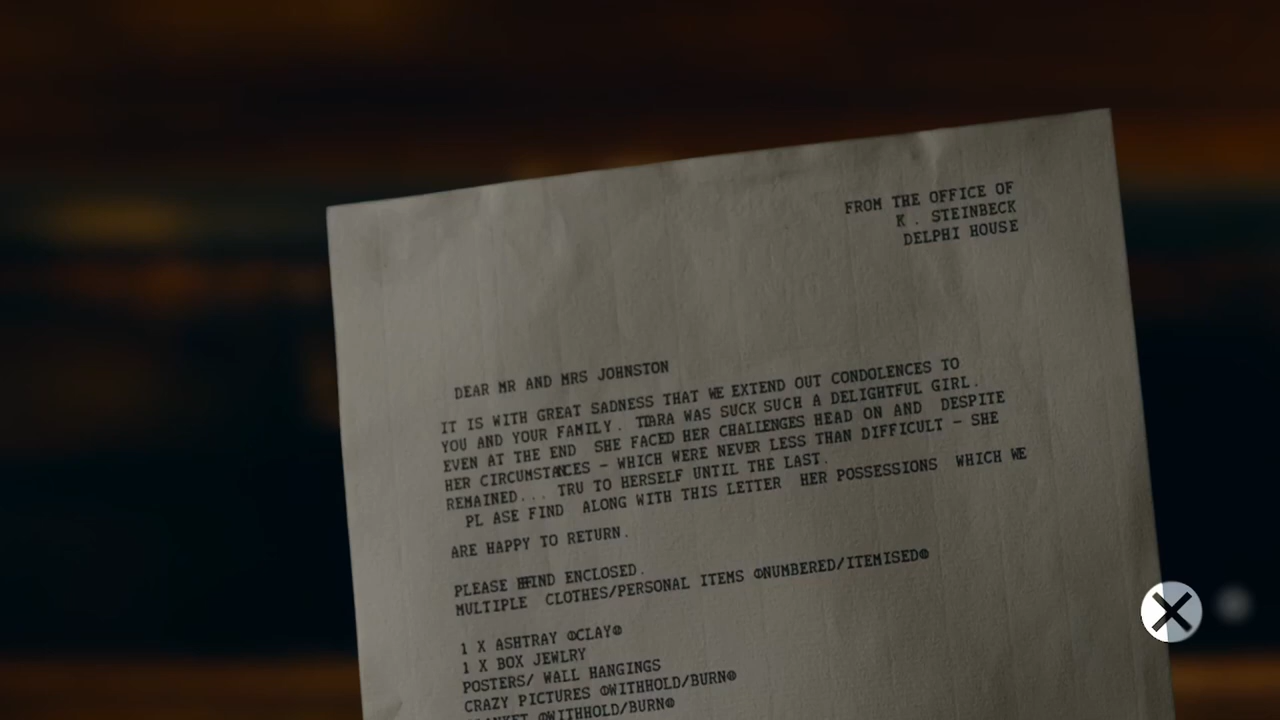 FROM THE OFFICE OF
K . STEINBECK
DELPHI HOUSE
DEAR MR AND MRS JOHNSTON
IT IS WITH GREAT SADNESS THAT WE EXTEND OUT CONDOLENCES TO
YOU AND YOUR FAMILY. WAS SUCK SUCH A DELIGHTFUL GIRL.
EVEN AT THE END SHE FACED HER CHALLENGES HEAD ON AND DESPITE
HER CIRCUMSTANCES - WHICH WERE NEVER LESS THAN DIFFICULT - SHE
REMAINED... TRU TO HERSELF UNTIL THE LAST.
PL ASE FIND ALONG WITH THIS LETTER HER POSSESSIONS WHICH WE
ARE HAPPY TO RETURN.
PLEASE FIND ENCLOSED.
MULTIPLE CLOTHES/PERSONAL ITEMS NUMBERED/ITEMISED
1 X ASHTRAY CLAY
1 X BOX JEWLRY
POSTERS/ WALL HANGINGS
CRAZY PICTURES WITHHOLD/BURN
WITHHOLD/BURN